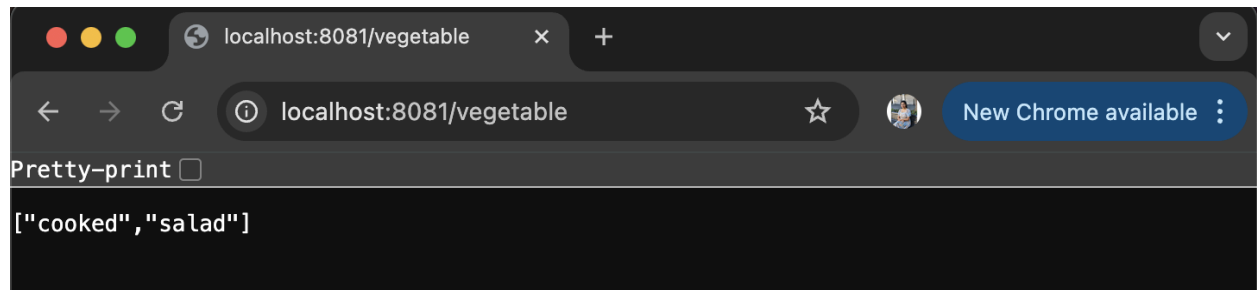 localhost:8081/vegetable
localhost:8081/vegetable New Chrome available
Pretty-print
["cooked","salad"]